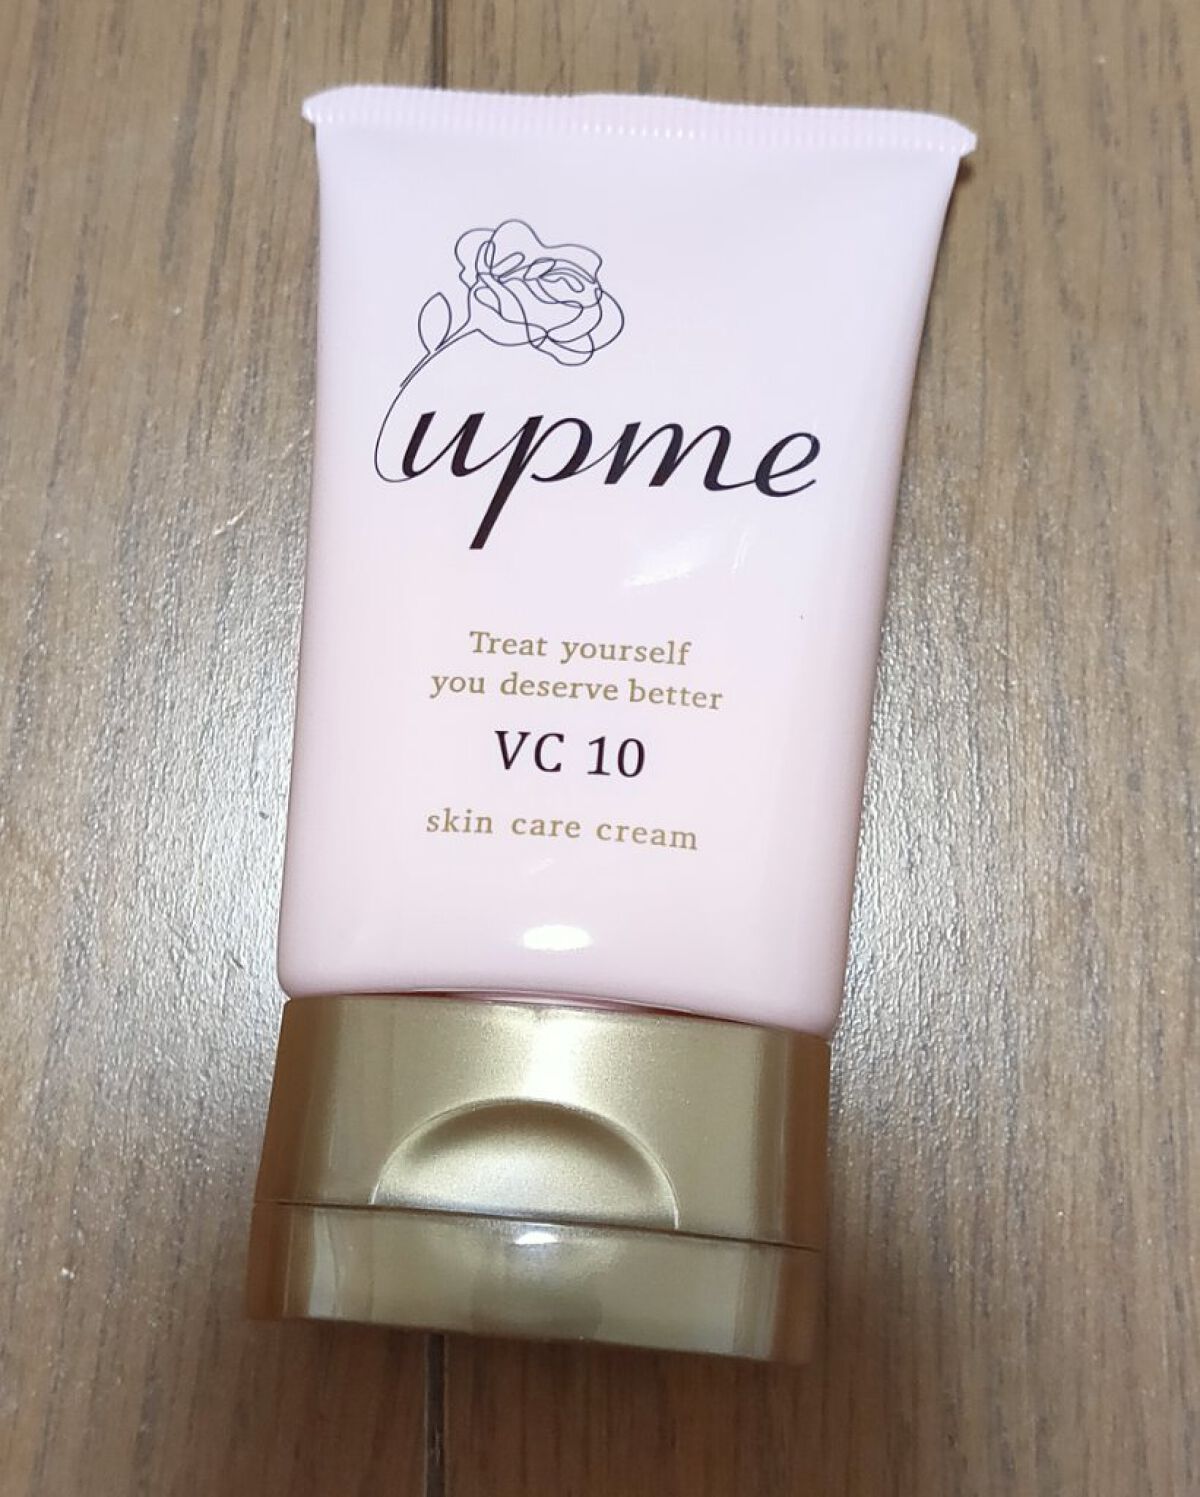 upme
Treat yourself
you deserve better
VC 10
skin care cream